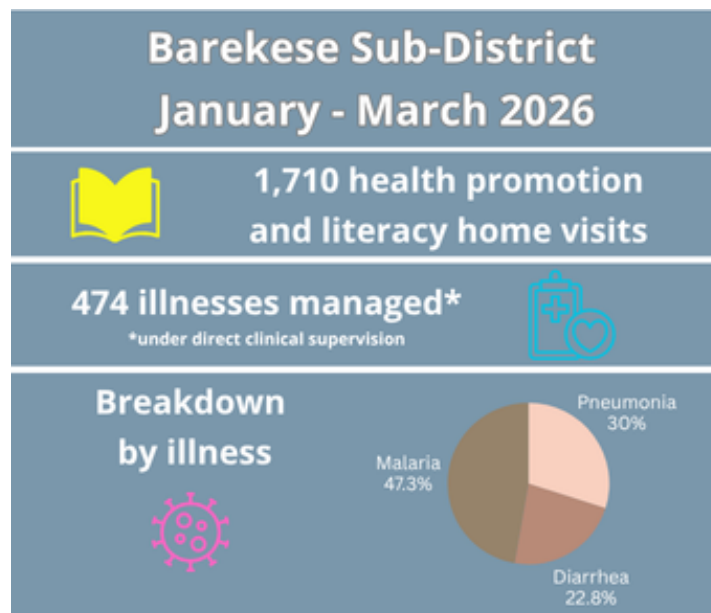 Barekese Sub-District
January - March 2026
1,710 health promotion
and literacy home visits
474 illnesses managed*
*under direct clinical supervision
Breakdown
by illness
Pneumonia
30%
Malaria
47.3%
Diarrhea
22.8%